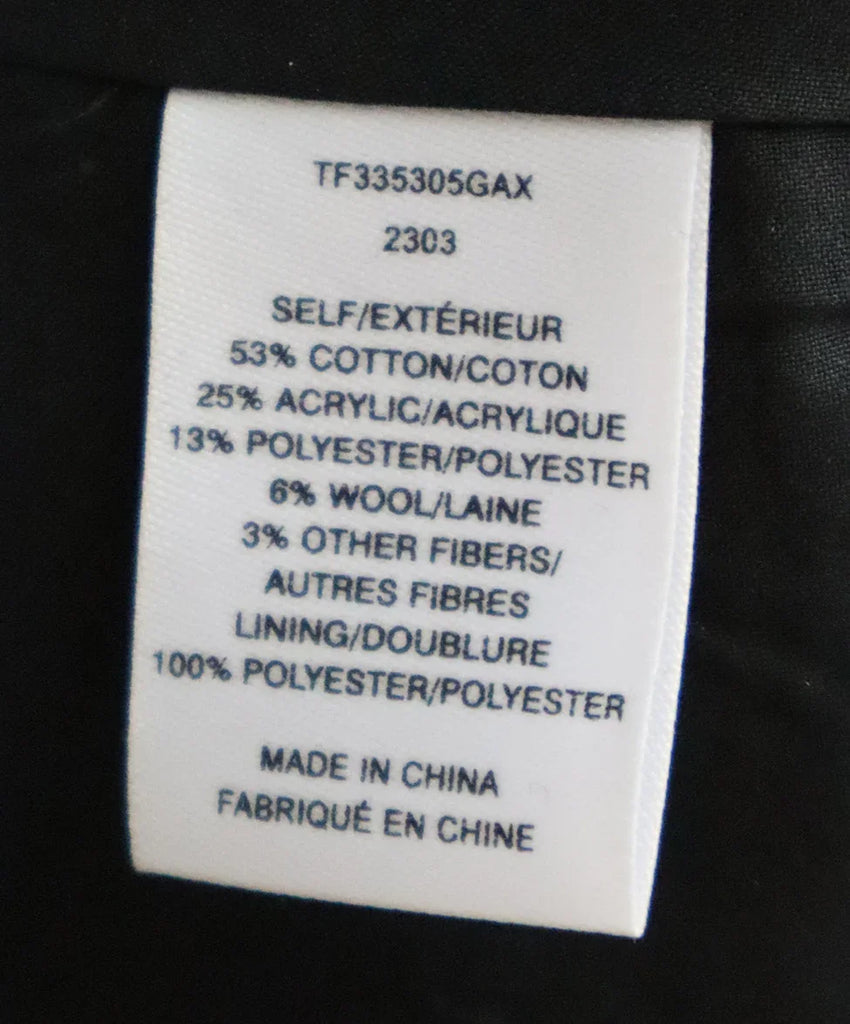 TF335305GAX
2303
SELF/EXTÉRIEUR
53% COTTON/COTON
25% ACRYLIC/ACRYLIQUE
13% POLYESTER/POLYESTER
6% WOOL/LAINE
3% OTHER FIBERS/
AUTRES FIBRES
LINING/DOUBLURE
100% POLYESTER/POLYESTER
MADE IN CHINA
FABRIQUÉ EN CHINE